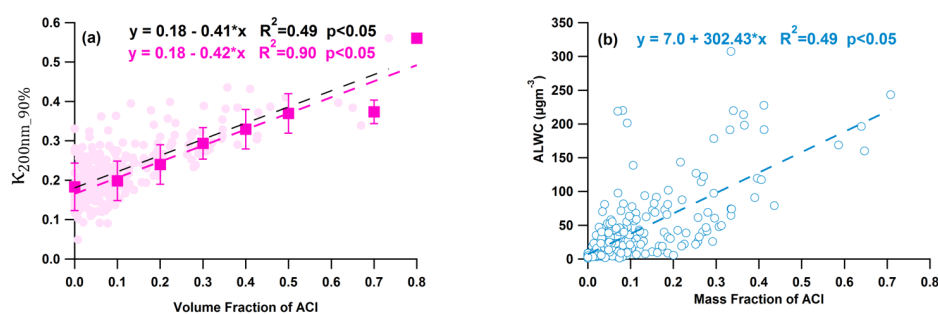 (a)
y = 0.18 - 0.41*x R²=0.49 p<0.05
y = 0.18 - 0.42*x R²=0.90 p<0.05
0.6
0.5
0.4
0.3
0.2
0.1
0.0
κ200nm_90%
0.0 0.1 0.2 0.3 0.4 0.5 0.6 0.7 0.8
Volume Fraction of ACl
(b)
y = 7.0 + 302.43*x R²=0.49 p<0.05
350
300
250
200
150
100
50
0
ALWC (μgm-3)
0.0 0.1 0.2 0.3 0.4 0.5 0.6 0.7 0.8
Mass Fraction of ACl